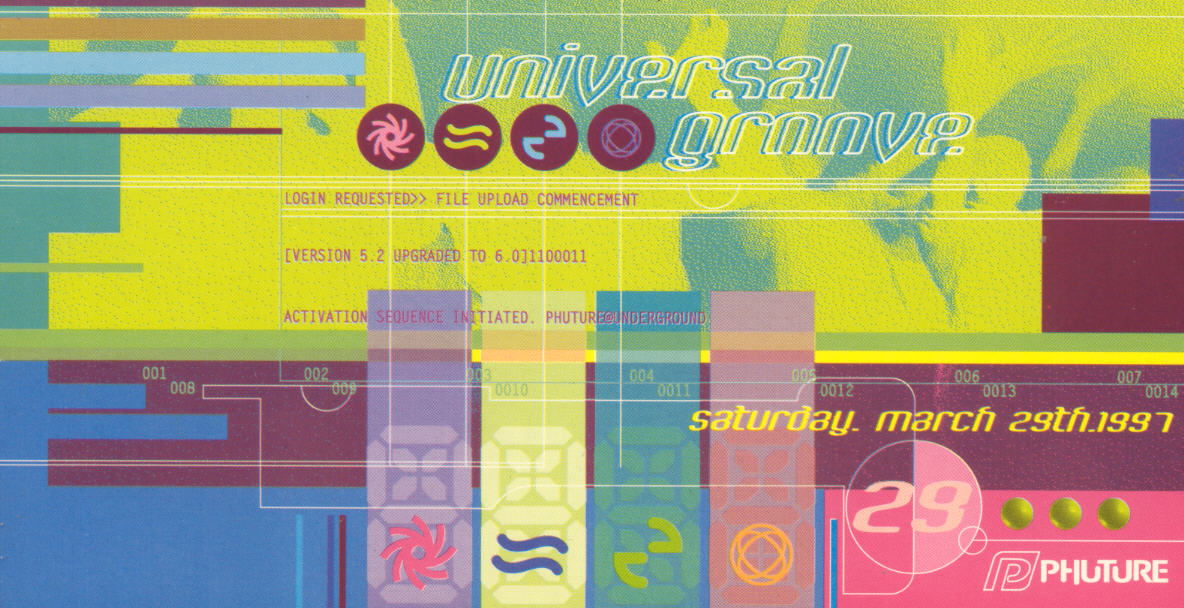 universal
groove
LOGIN REQUESTED>> FILE UPLOAD COMMENCEMENT
[VERSION 5.2 UPGRADED TO 6.0]1100011
ACTIVATION SEQUENCE INITIATED. PHUTURE@UNDERGROUND
001 002 003 004 005 006 007
008 009 0010 0011 0012 0013 0014
saturday. march 29th.1997
29
PHUTURE